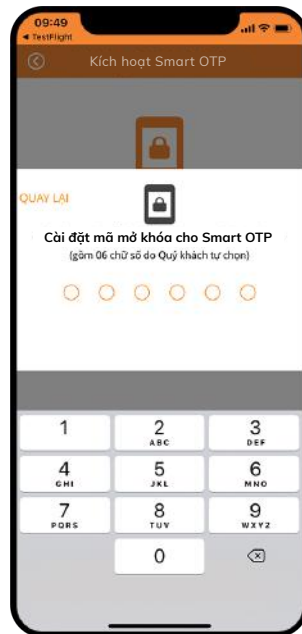 09:49
TestFlight
Kích hoạt Smart OTP
QUAY LẠI
Cài đặt mã mở khóa cho Smart OTP
(gồm 06 chữ số do Quý khách tự chọn)
1 2 3
ABC DEF
4 5 6
GHI JKL MNO
7 8 9
PQRS TUV WXYZ
0